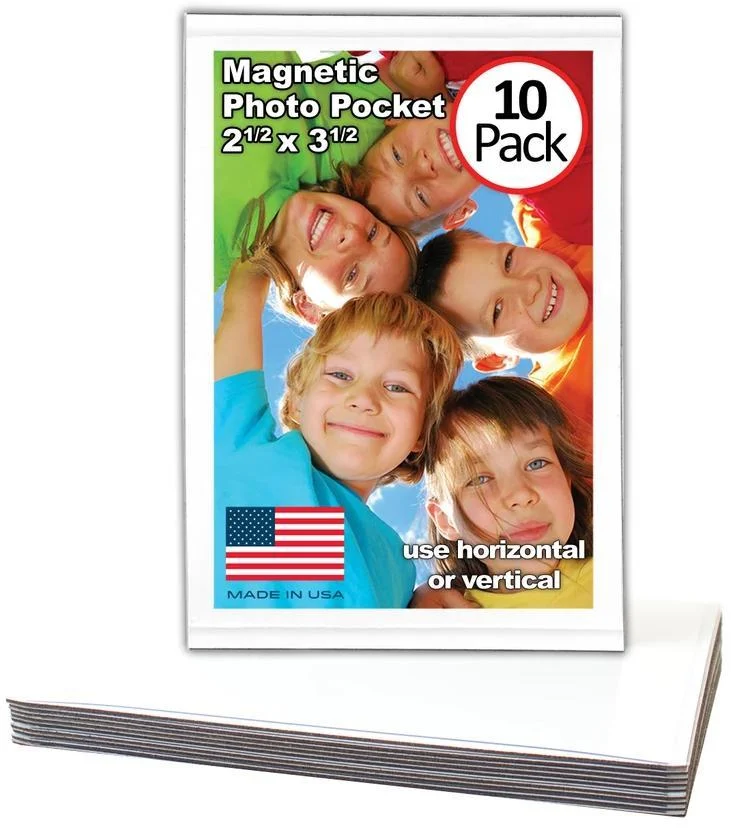 Magnetic
Photo Pocket
2 1/2 x 3 1/2
10
Pack
use horizontal
or vertical
MADE IN USA